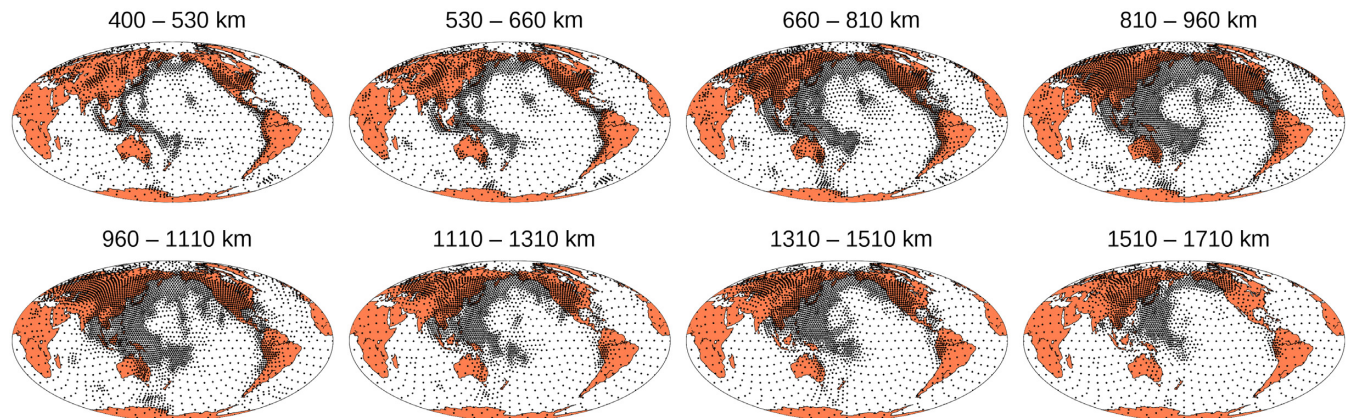 400 – 530 km
530 – 660 km
660 – 810 km
810 – 960 km
960 – 1110 km
1110 – 1310 km
1310 – 1510 km
1510 – 1710 km